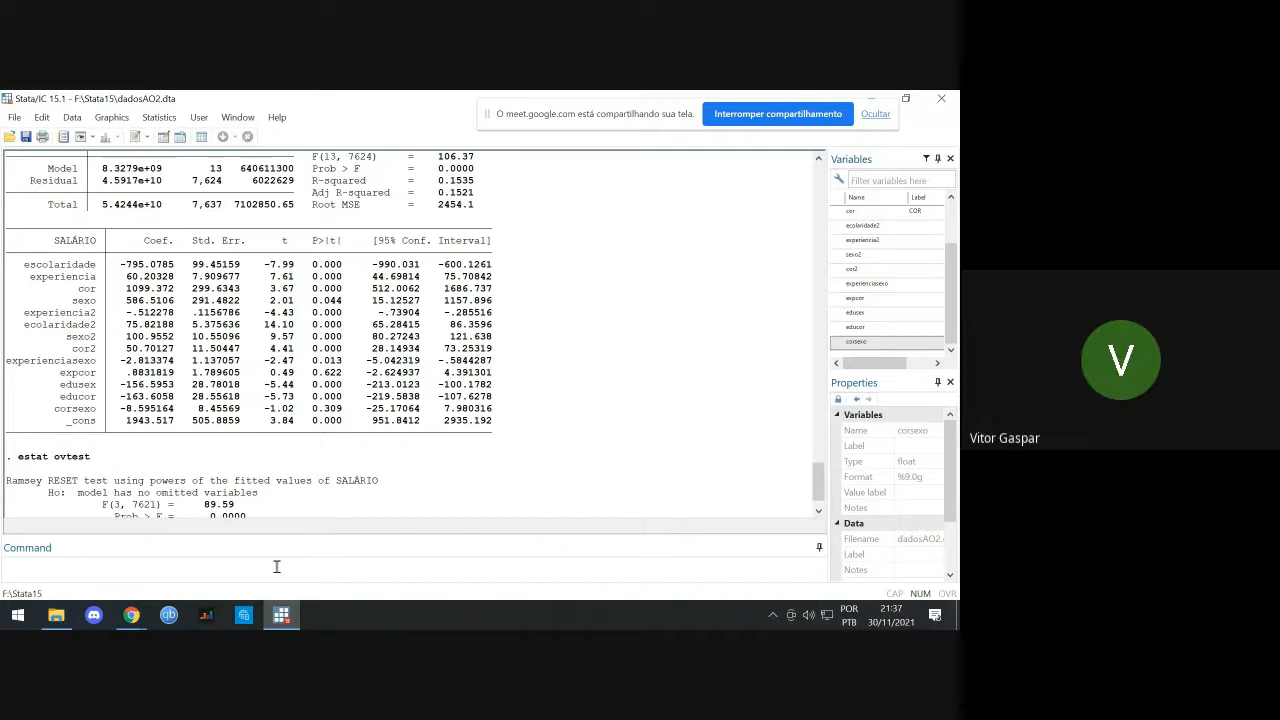 Stata/IC 15.1 - F:\Stata15\dadosAO2.dta
O meet.google.com está compartilhando sua tela.
Interromper compartilhamento
Ocultar
File Edit Data Graphics Statistics User Window Help
F(13, 7624) = 106.37
Model 8.3279e+09 13 640611300 Prob > F = 0.0000
Residual 4.5917e+10 7,624 6022629 R-squared = 0.1535
Adj R-squared = 0.1521
Total 5.4244e+10 7,637 7102850.65 Root MSE = 2454.1
SALÁRIO Coef. Std. Err. t P>|t| [95% Conf. Interval]
escolaridade -795.0785 99.45159 -7.99 0.000 -990.031 -600.1261
experiencia 60.20328 7.909677 7.61 0.000 44.69814 75.70842
cor 1099.372 299.6343 3.67 0.000 512.0062 1686.737
sexo 586.5106 291.4822 2.01 0.044 15.12527 1157.896
experiencia2 -.512278 .1156786 -4.43 0.000 -.73904 -.285516
ecolaridade2 75.82188 5.375636 14.10 0.000 65.28415 86.3596
sexo2 100.9552 10.55096 9.57 0.000 80.27243 121.638
cor2 50.70127 11.50447 4.41 0.000 28.14934 73.25319
experienciasexo -2.813374 1.137057 -2.47 0.013 -5.042319 -.5844287
expcor .8831819 1.789605 0.49 0.622 -2.624937 4.391301
edusex -156.5953 28.78018 -5.44 0.000 -213.0123 -100.1782
educor -163.6058 28.55618 -5.73 0.000 -219.5838 -107.6278
corsexo -8.595164 8.45569 -1.02 0.309 -25.17064 7.980316
_cons 1943.517 505.8859 3.84 0.000 951.8412 2935.192
. estat ovtest
Ramsey RESET test using powers of the fitted values of SALÁRIO
Ho: model has no omitted variables
F(3, 7621) = 89.59
Prob > F = 0.0000
Command
F:\Stata15
Variables
Filter variables here
Name Label
cor COR
ecolaridade2
experiencia2
sexo2
cor2
experienciasexo
expcor
edusex
educor
corsexo
Properties
Variables
Name corsexo
Label
Type float
Format %9.0g
Value label
Notes
Data
Filename dadosAO2.
Label
Notes
CAP NUM OVR
POR
PTB
21:37
30/11/2021
V
Vitor Gaspar